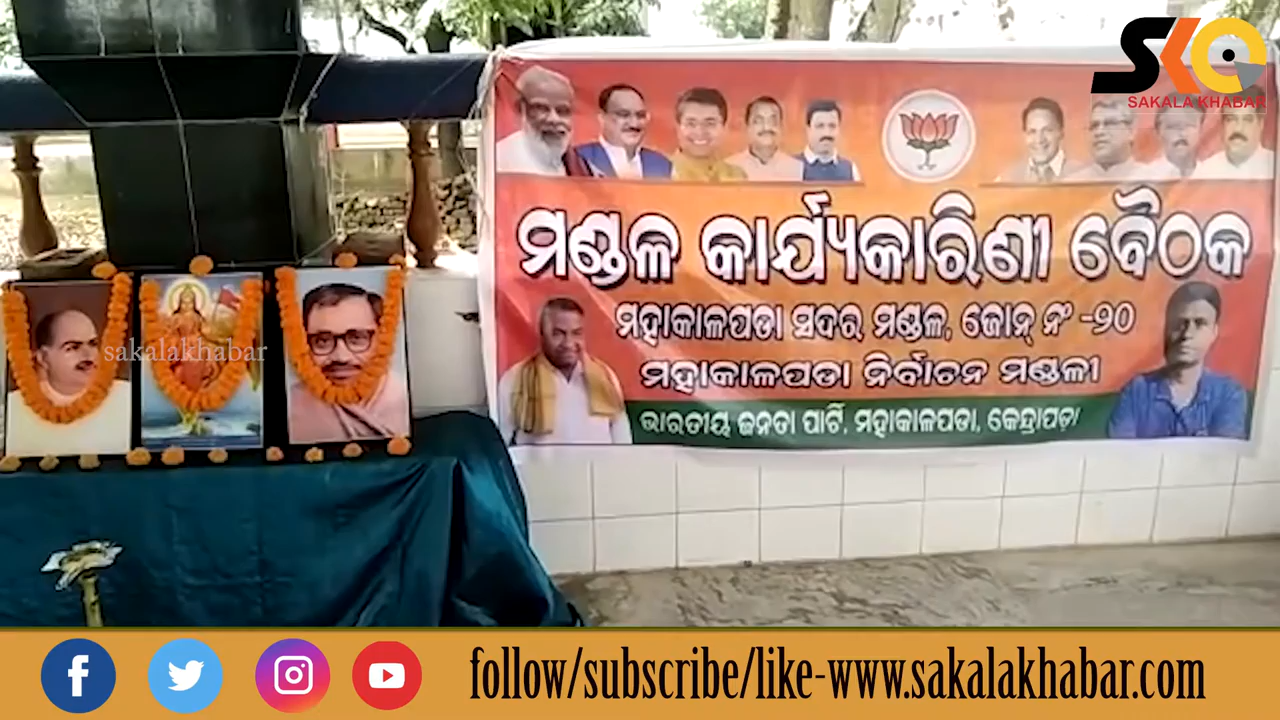 SKO
SAKALA KHABAR
ମଣ୍ଡଳ କାର୍ଯ୍ୟକାରିଣୀ ବୈଠକ
ମହାକାଳପଡା ସଦର ମଣ୍ଡଳ, ଜୋନ୍ ନଂ -୨୦
ମହାକାଳପଡା ନିର୍ବାଚନ ମଣ୍ଡଳୀ
ଭାରତୀୟ ଜନତା ପାର୍ଟି, ମହାକାଳପଡା, କେନ୍ଦ୍ରାପଡ଼ା
sakalakhabar
follow/subscribe/like-www.sakalakhabar.com